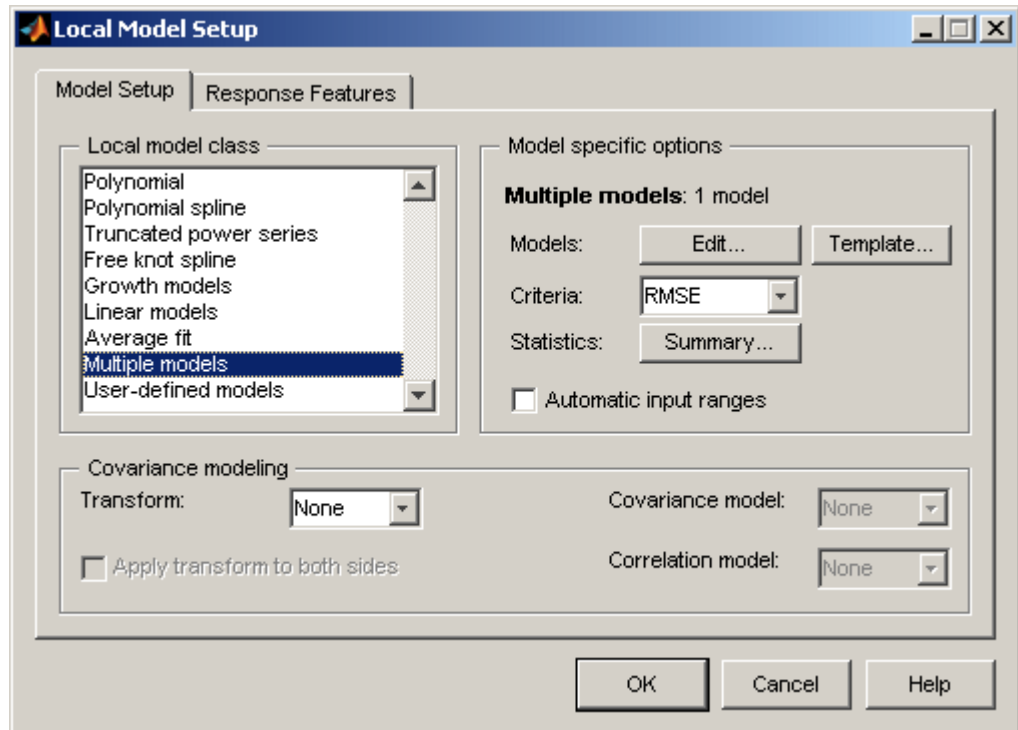 Local Model Setup
Model Setup
Response Features
Local model class
Polynomial
Polynomial spline
Truncated power series
Free knot spline
Growth models
Linear models
Average fit
Multiple models
User-defined models
Model specific options
Multiple models: 1 model
Models: Edit... Template...
Criteria: RMSE
Statistics: Summary...
Automatic input ranges
Covariance modeling
Transform: None
Apply transform to both sides
Covariance model: None
Correlation model: None
OK Cancel Help